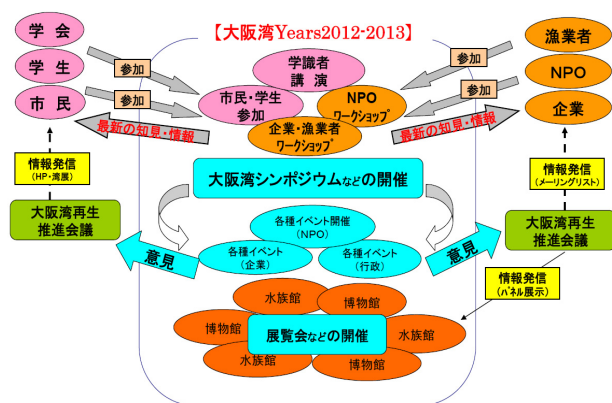 【大阪湾Years2012-2013】
学会
学生
市民
参加
参加
学識者
講 演
市民・学生
参加
NPO
ワークショップ
企業・漁業者
ワークショップ
参加
参加
漁業者
NPO
企業
最新の知見・情報
最新の知見・情報
情報発信
(HP・湾展)
大阪湾シンポジウムなどの開催
情報発信
(メーリングリスト)
大阪湾再生
推進会議
各種イベント開催
(NPO)
各種イベント
(企業)
各種イベント
(行政)
大阪湾再生
推進会議
意見
意見
情報発信
(パネル展示)
水族館
博物館
博物館
展覧会などの開催
水族館
水族館
博物館